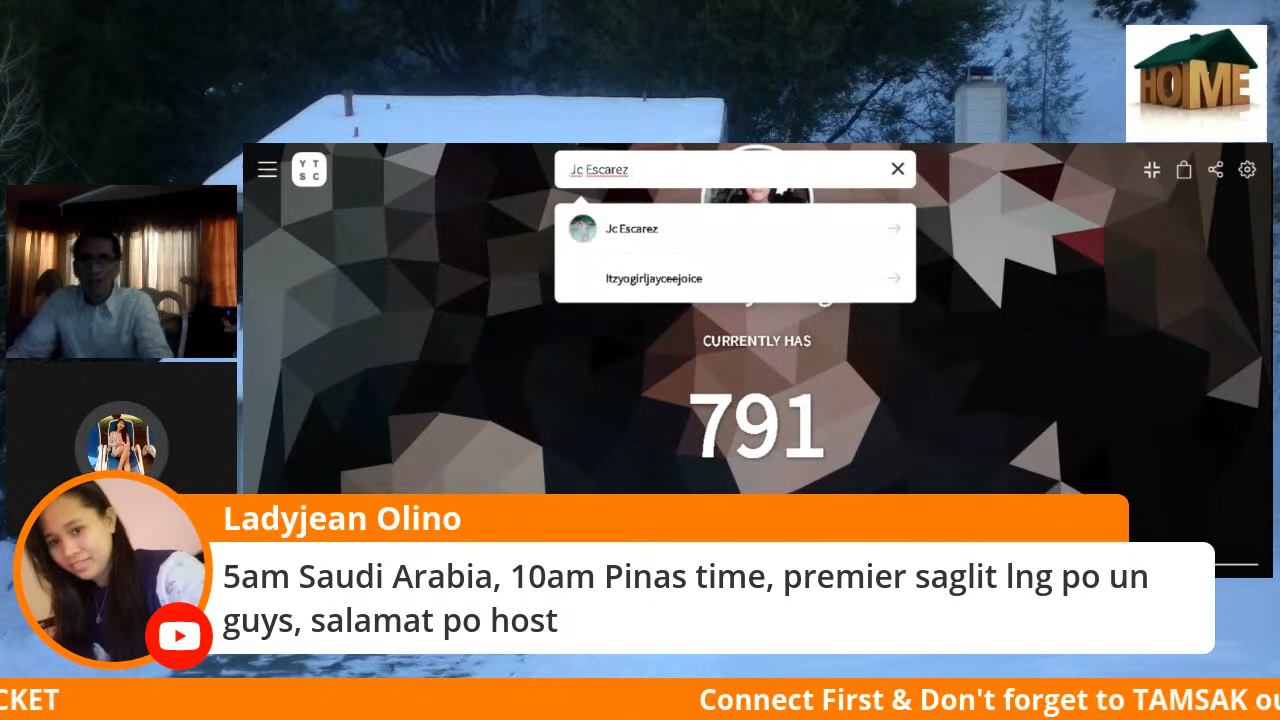 HOME
Y T
S C
Jc Escarez
Jc Escarez
Itzyogirljayceejoice
CURRENTLY HAS
791
Ladyjean Olino
5am Saudi Arabia, 10am Pinas time, premier saglit lng po un
guys, salamat po host
CKET
Connect First & Don't forget to TAMSAK ou